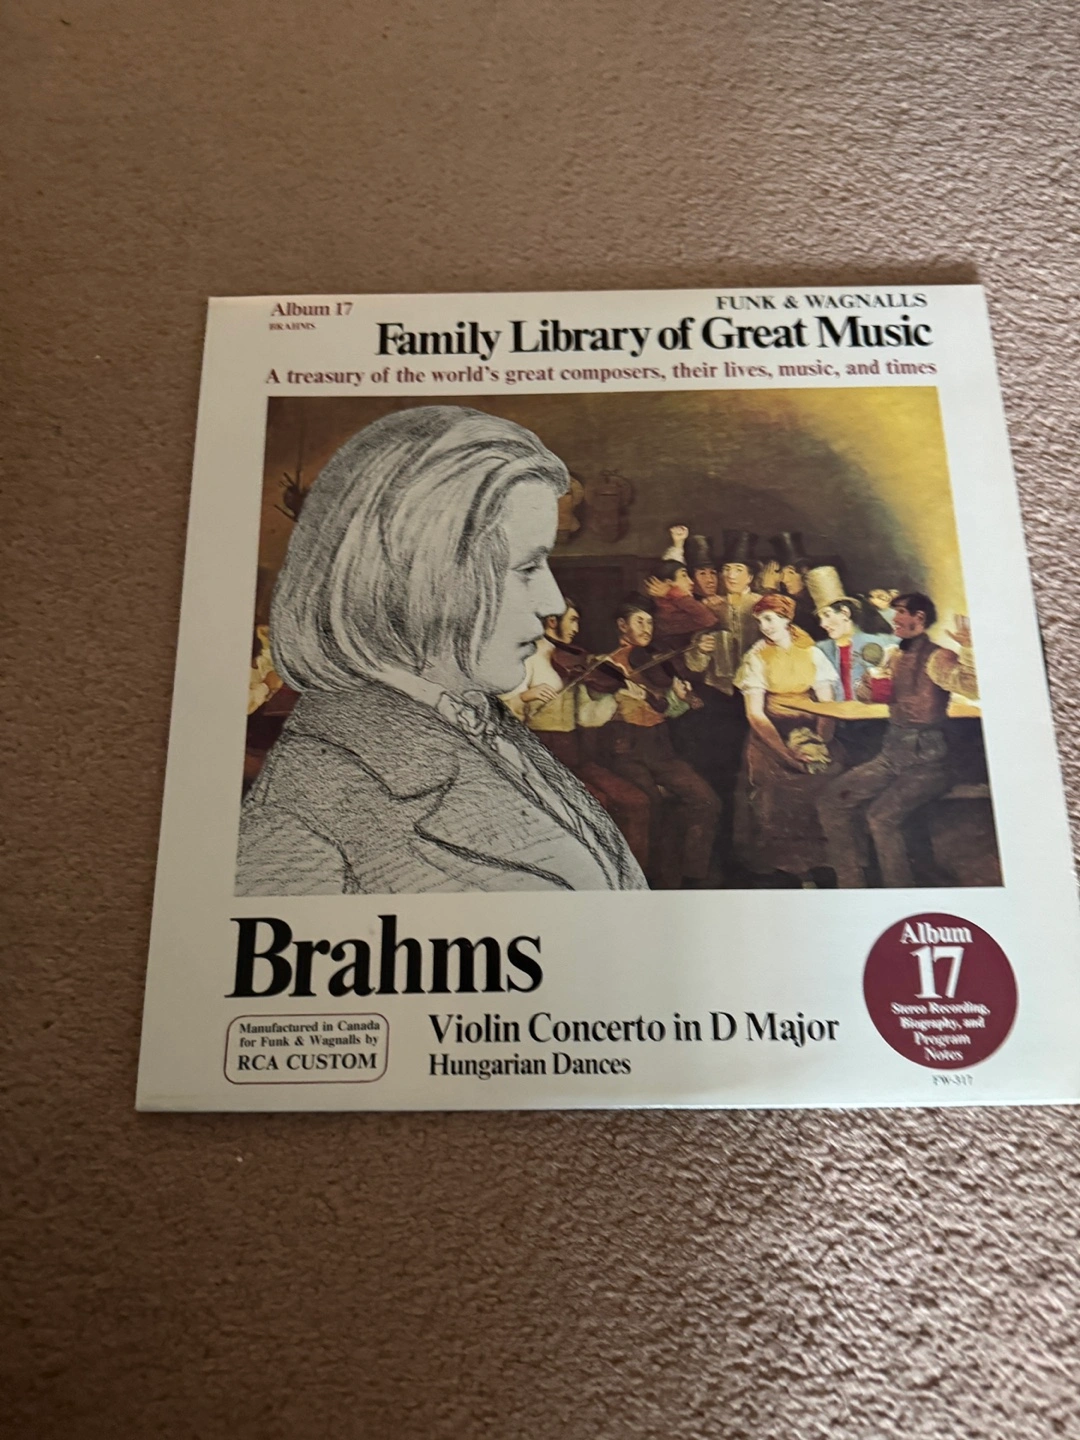 Album 17
BRAHMS
FUNK & WAGNALLS
Family Library of Great Music
A treasury of the world's great composers, their lives, music, and times
Brahms
Manufactured in Canada
for Funk & Wagnalls by
RCA CUSTOM
Violin Concerto in D Major
Hungarian Dances
Album
17
Stereo Recording,
Biography, and
Program
Notes
FW-317